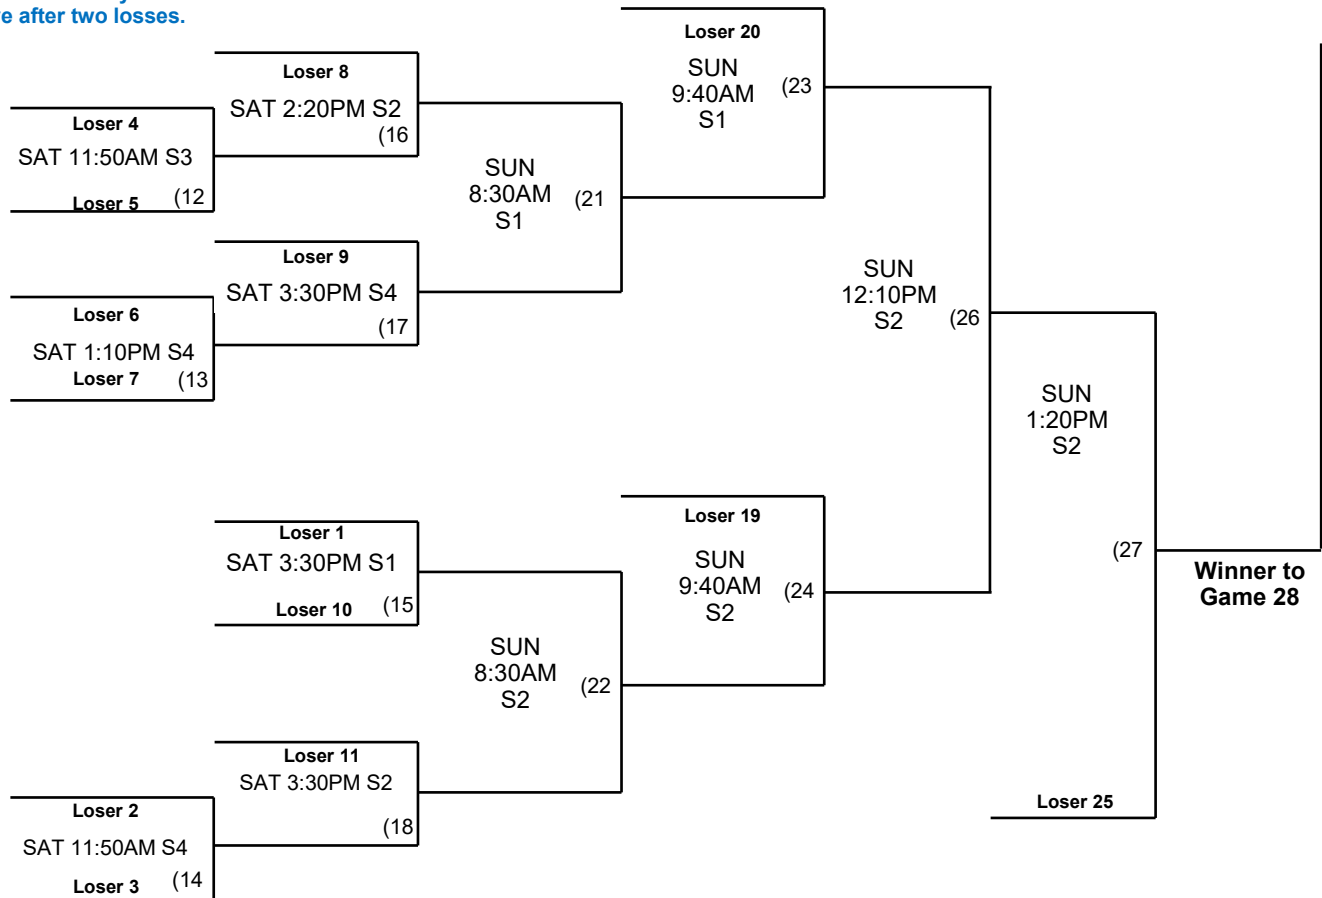 e after two losses.
Loser 20
SUN
9:40AM
S1
(23
Loser 8
SAT 2:20PM S2
(16
Loser 4
SAT 11:50AM S3
(12
Loser 5
SUN
8:30AM
S1
(21
Loser 9
SAT 3:30PM S4
(17
Loser 6
SAT 1:10PM S4
Loser 7
(13
SUN
12:10PM
S2
(26
SUN
1:20PM
S2
(27
Winner to
Game 28
Loser 19
SUN
9:40AM
S2
(24
Loser 1
SAT 3:30PM S1
Loser 10
(15
SUN
8:30AM
S2
(22
Loser 11
SAT 3:30PM S2
(18
Loser 2
SAT 11:50AM S4
(14
Loser 3
Loser 25